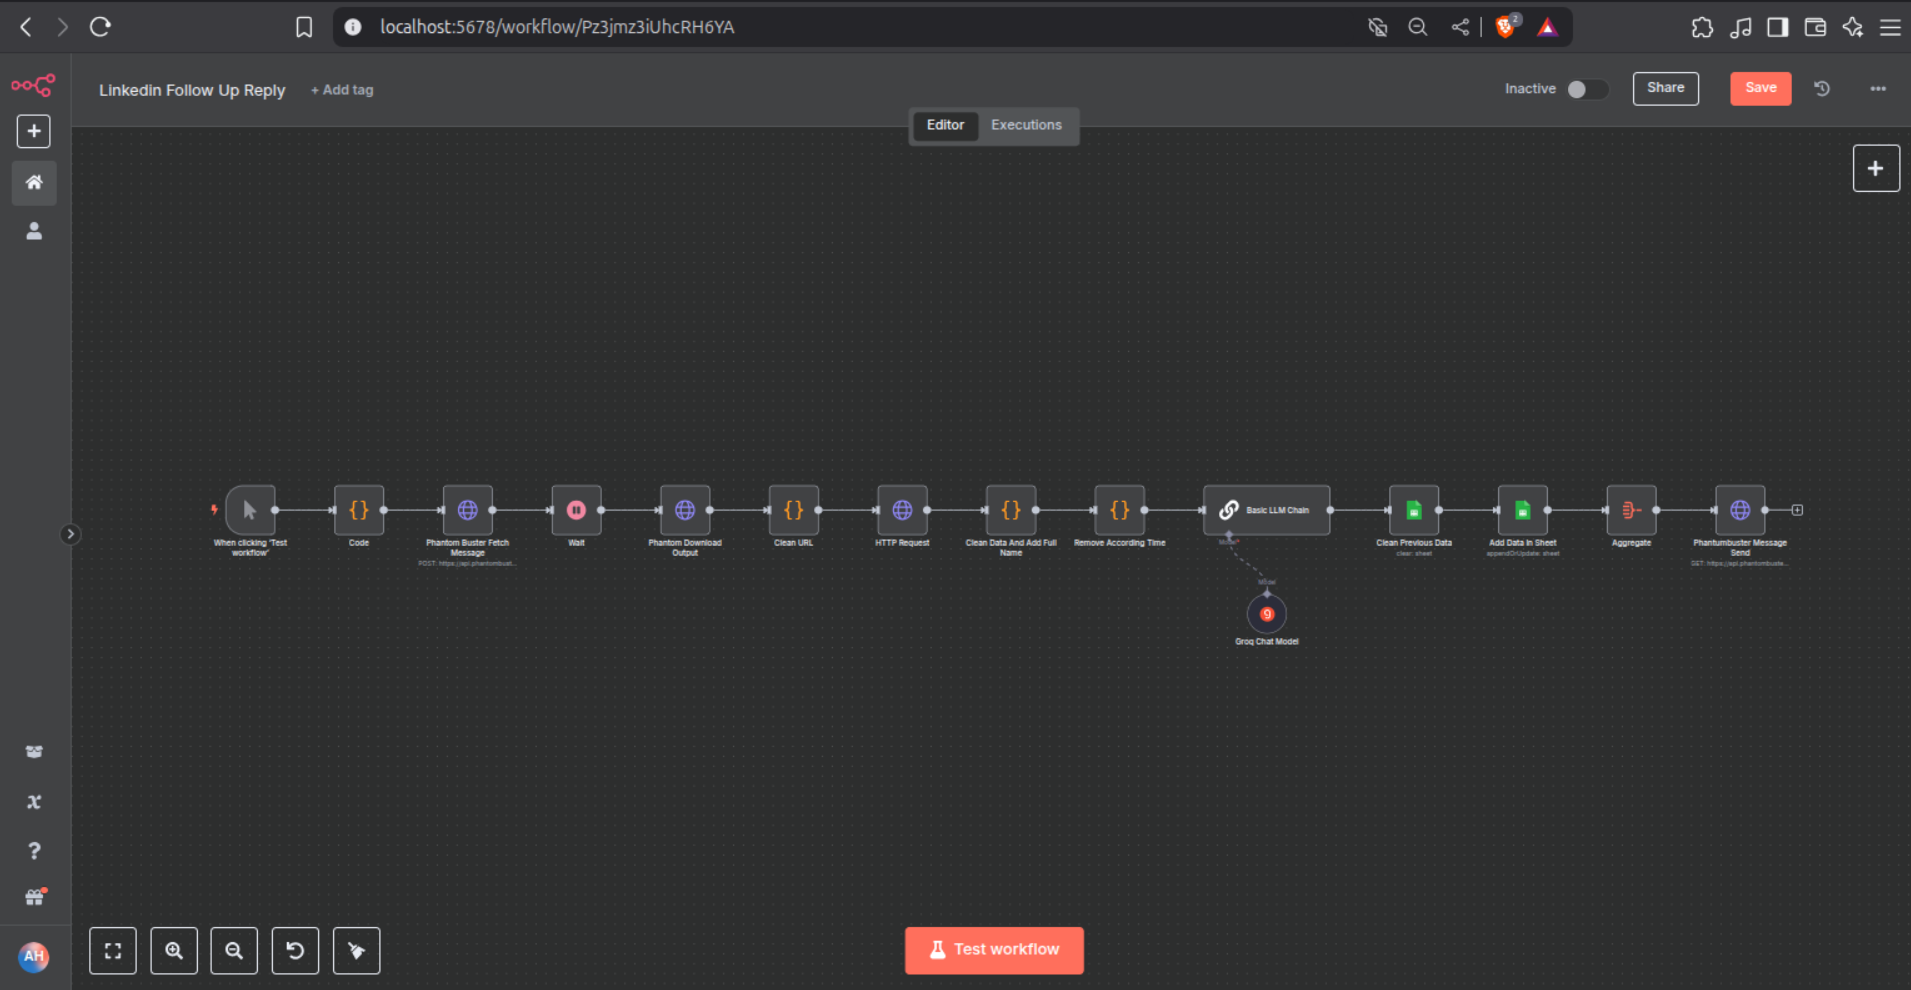 localhost:5678/workflow/Pz3jmz3iUhcRH6YA
2
Linkedin Follow Up Reply
+ Add tag
Inactive
Share
Save
Editor
Executions
When clicking ‘Test
workflow’
Code
Phantom Buster Fetch
Message
POST: https://api.phantombust...
Wait
Phantom Download
Output
Clean URL
HTTP Request
Clean Data And Add Full
Name
Remove According Time
Basic LLM Chain
Model*
Model
Groq Chat Model
Clean Previous Data
clear: sheet
Add Data In Sheet
appendOrUpdate: sheet
Aggregate
Phantumbuster Message
Send
GET: https://api.phantombuste...
AH
Test workflow